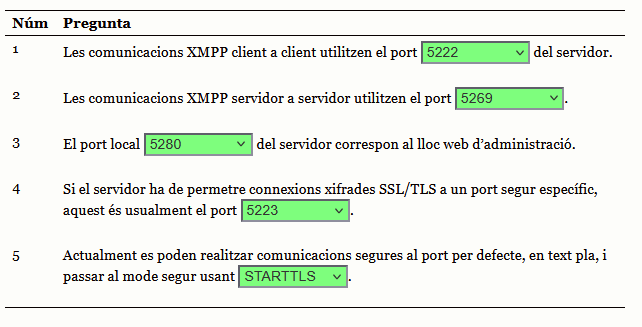 Núm Pregunta
1 Les comunicacions XMPP client a client utilitzen el port 5222 del servidor.
2 Les comunicacions XMPP servidor a servidor utilitzen el port 5269.
3 El port local 5280 del servidor correspon al lloc web d’administració.
4 Si el servidor ha de permetre connexions xifrades SSL/TLS a un port segur específic,
aquest és usualment el port 5223.
5 Actualment es poden realitzar comunicacions segures al port per defecte, en text pla, i
passar al mode segur usant STARTTLS.